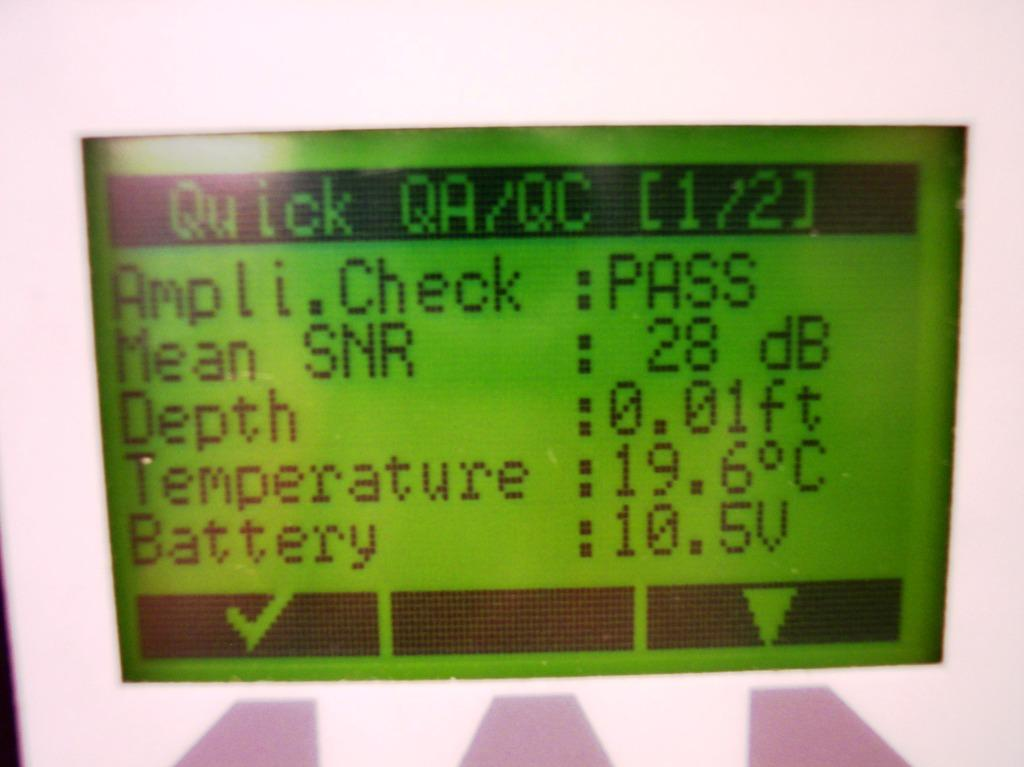 Quick QA/QC [1/2]
Ampli.Check :PASS
Mean SNR : 28 dB
Depth :0.01ft
Temperature :19.6°C
Battery :10.5V